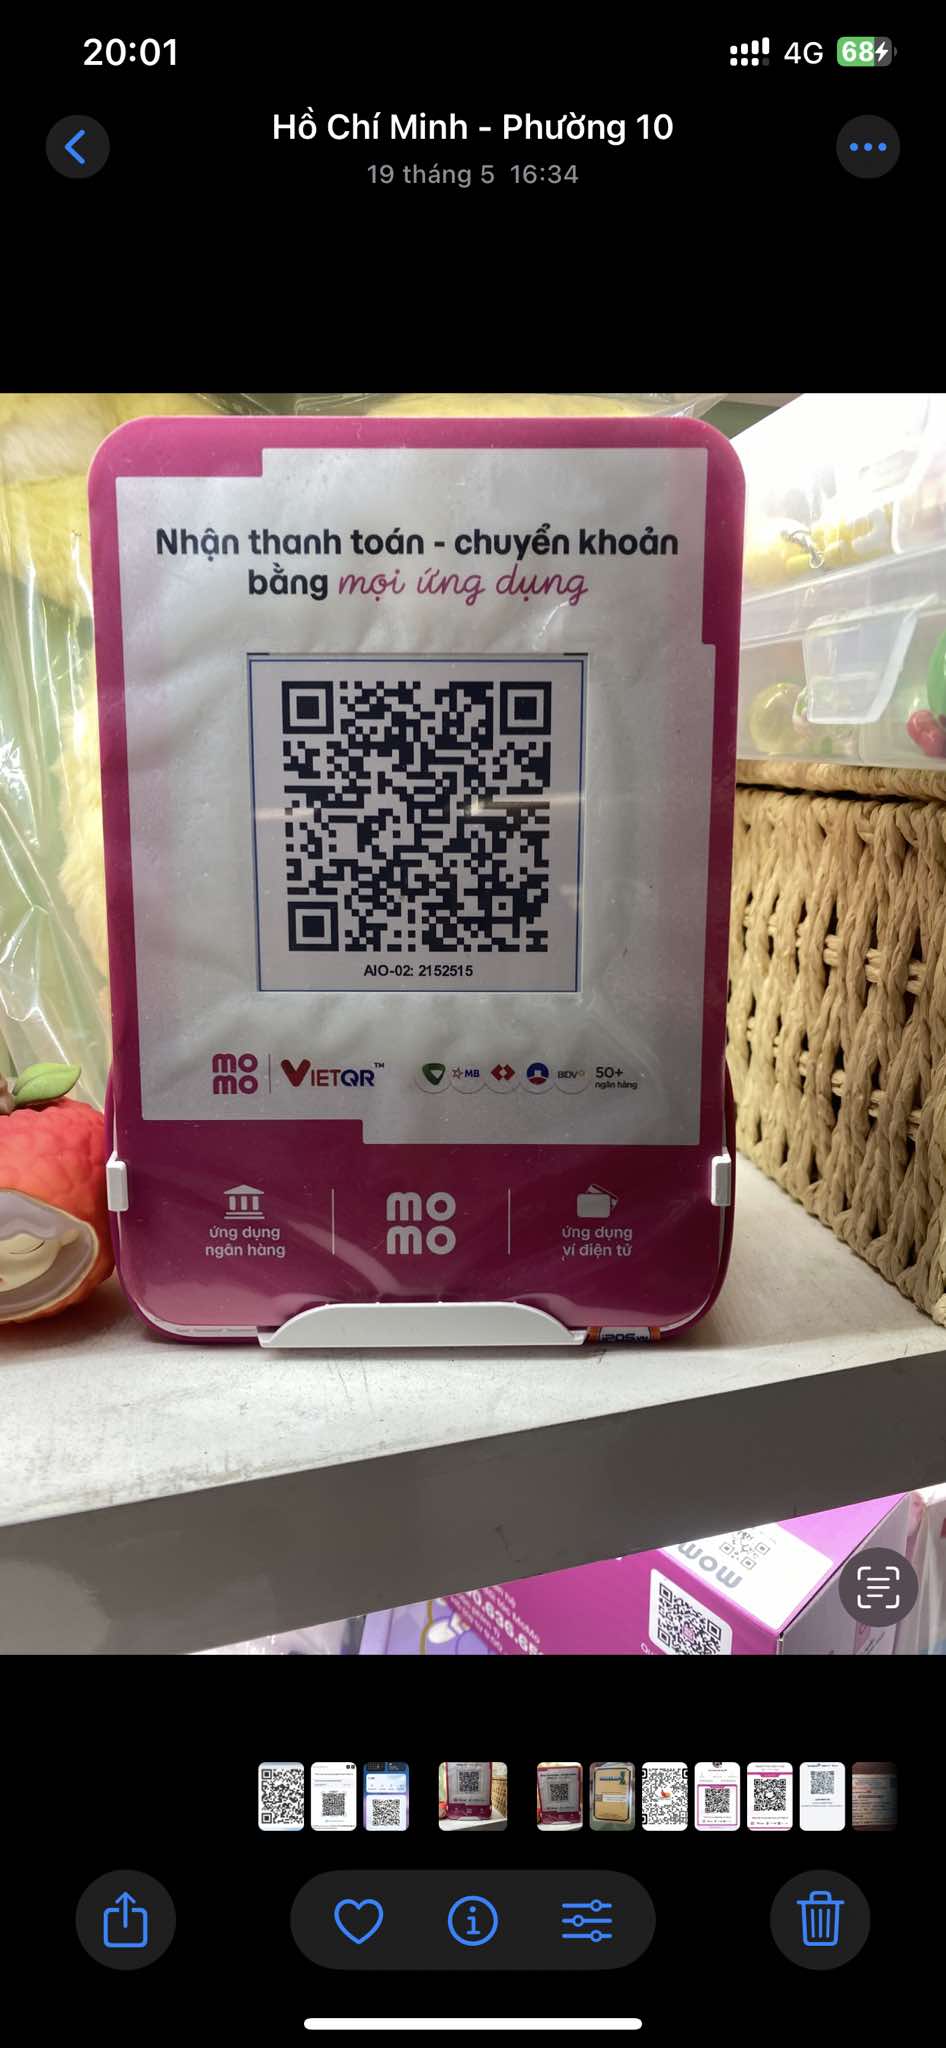 20:01
4G
68
Hồ Chí Minh - Phường 10
19 tháng 5 16:34
Nhận thanh toán - chuyển khoản
bằng mọi ứng dụng
AIO-02: 2152515
mo
mo
VIETQR™
MB
BIDV
50+
ngân hàng
ứng dụng
ngân hàng
mo
mo
ứng dụng
ví điện tử